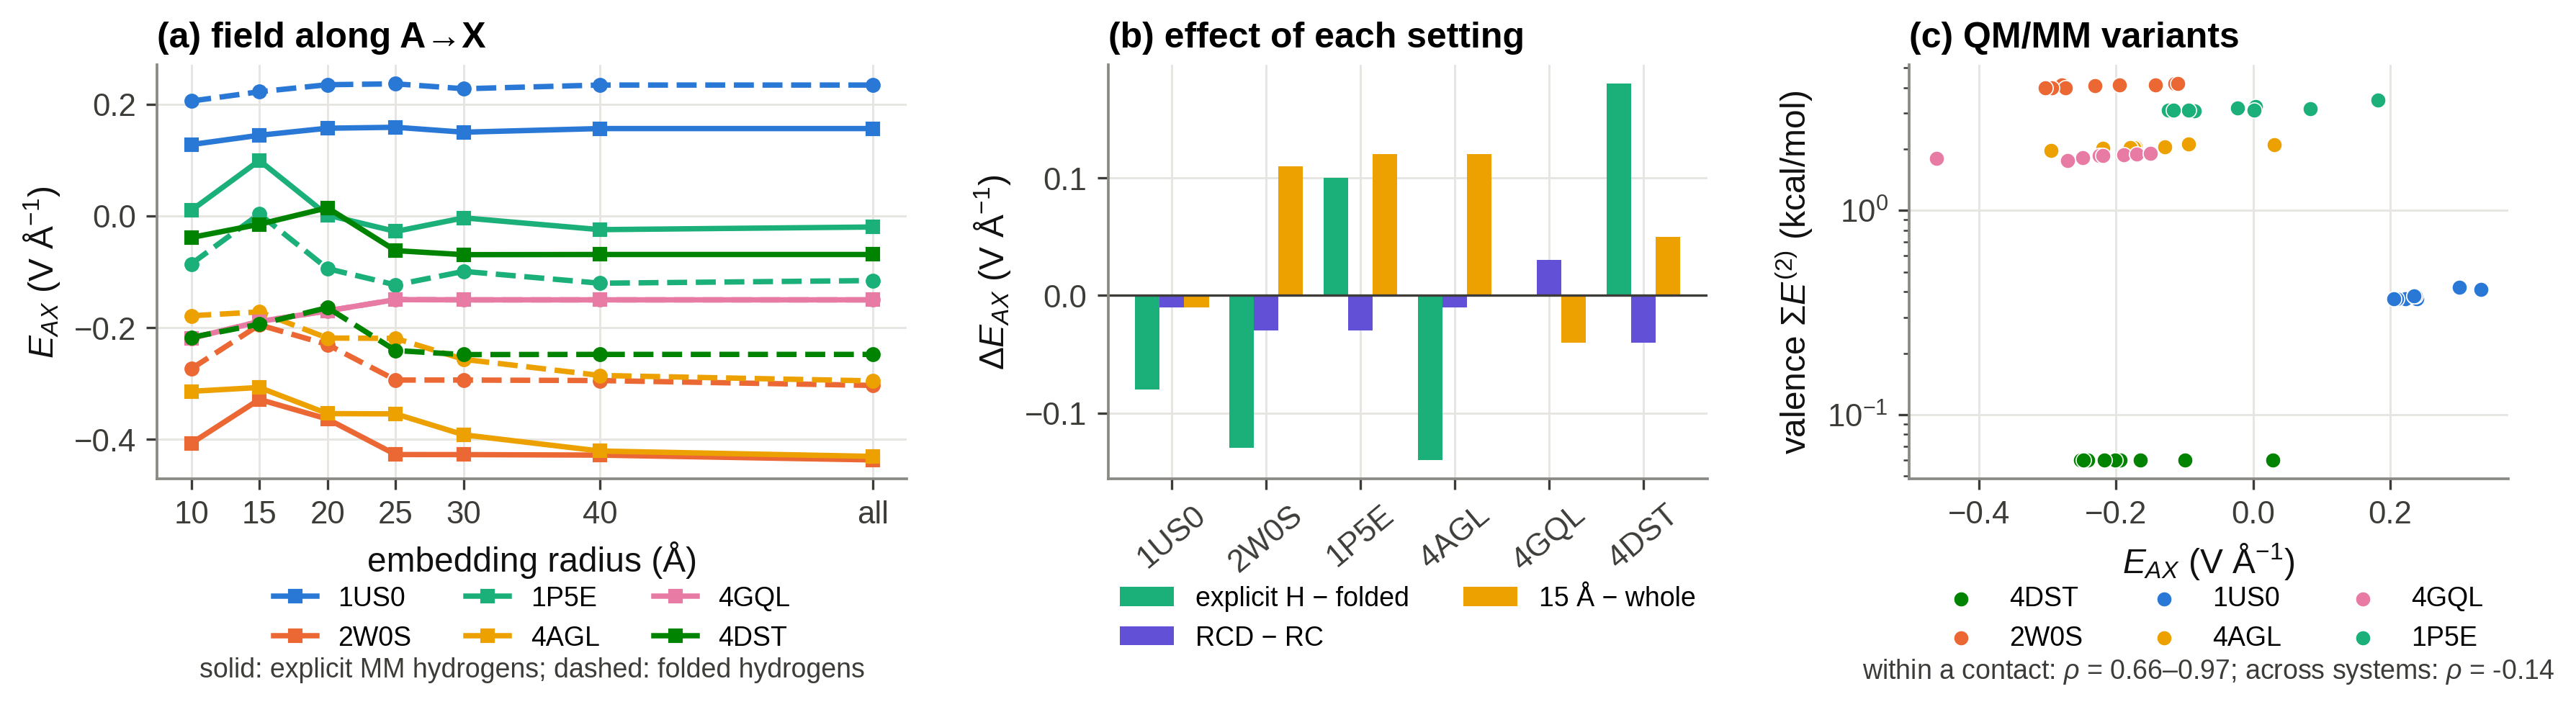 (a) field along A→X
0.2
0.0
−0.2
−0.4
E_AX (V Å⁻¹)
10 15 20 25 30 40 all
embedding radius (Å)
1US0 1P5E 4GQL
2W0S 4AGL 4DST
solid: explicit MM hydrogens; dashed: folded hydrogens
(b) effect of each setting
0.1
0.0
−0.1
ΔE_AX (V Å⁻¹)
1US0 2W0S 1P5E 4AGL 4GQL 4DST
explicit H − folded 15 Å − whole
RCD − RC
(c) QM/MM variants
10⁰
10⁻¹
valence ΣE⁽²⁾ (kcal/mol)
−0.4 −0.2 0.0 0.2
E_AX (V Å⁻¹)
4DST 1US0 4GQL
2W0S 4AGL 1P5E
within a contact: ρ = 0.66–0.97; across systems: ρ = -0.14